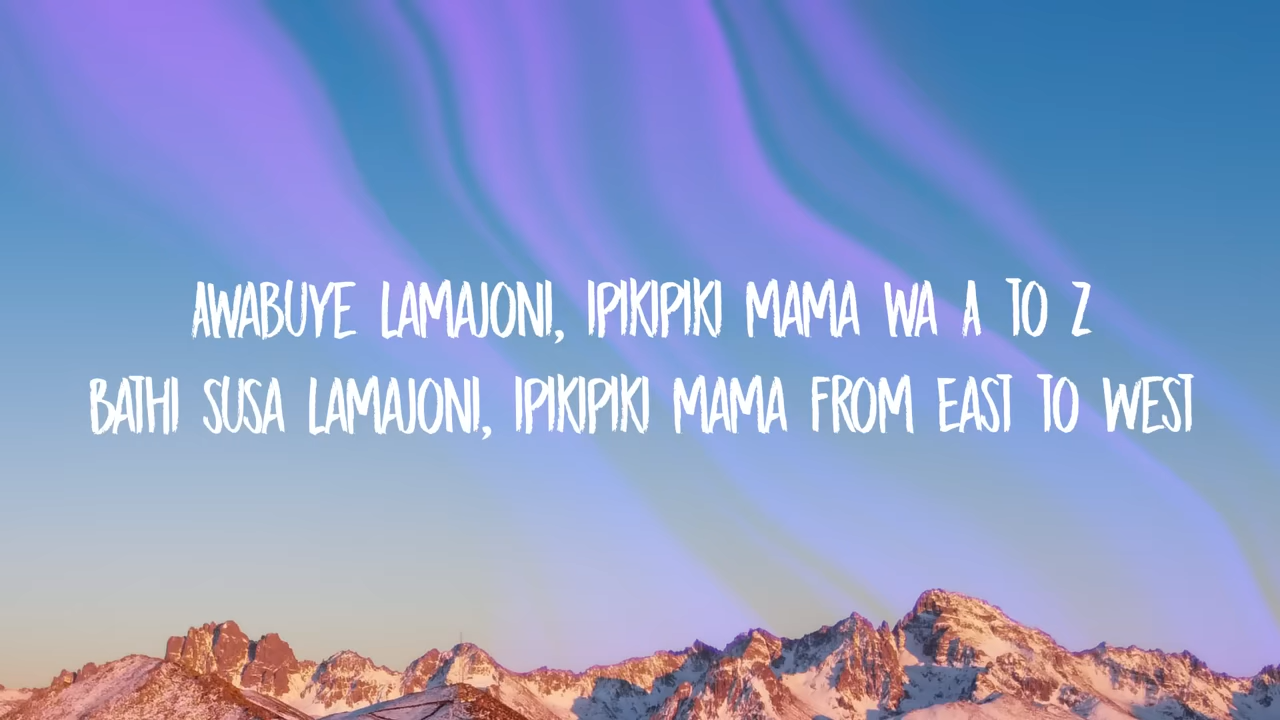 AWABUYE LAMAJONI, IPIKIPIKI MAMA WA A TO Z
BATHI SUSA LAMAJONI, IPIKIPIKI MAMA FROM EAST TO WEST